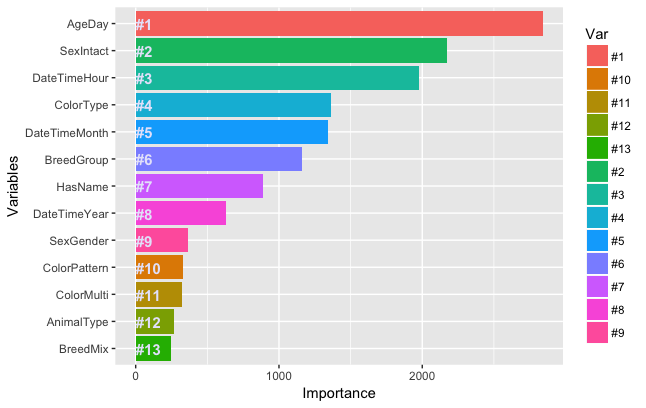 AgeDay #1
SexIntact #2
DateTimeHour #3
ColorType #4
DateTimeMonth #5
BreedGroup #6
HasName #7
DateTimeYear #8
SexGender #9
ColorPattern #10
ColorMulti #11
AnimalType #12
BreedMix #13
Variables
0 1000 2000
Importance
Var
#1
#10
#11
#12
#13
#2
#3
#4
#5
#6
#7
#8
#9